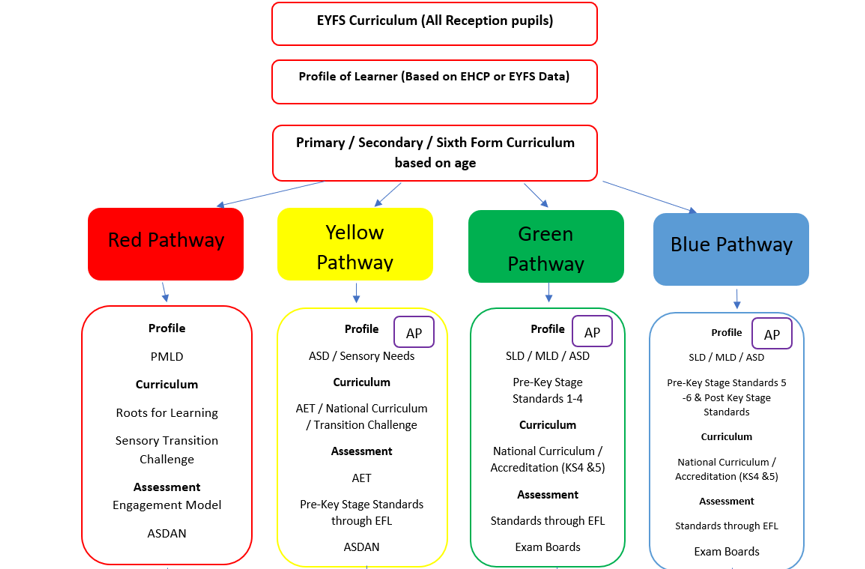 EYFS Curriculum (All Reception pupils)
Profile of Learner (Based on EHCP or EYFS Data)
Primary / Secondary / Sixth Form Curriculum
based on age
Red Pathway
Yellow
Pathway
Green
Pathway
Blue Pathway
Profile
PMLD
Curriculum
Roots for Learning
Sensory Transition
Challenge
Assessment
Engagement Model
ASDAN
Profile
AP
ASD / Sensory Needs
Curriculum
AET / National Curriculum
/ Transition Challenge
Assessment
AET
Pre-Key Stage Standards
through EFL
ASDAN
Profile
AP
SLD / MLD / ASD
Pre-Key Stage
Standards 1-4
Curriculum
National Curriculum /
Accreditation (KS4 &5)
Assessment
Standards through EFL
Exam Boards
Profile
AP
SLD / MLD / ASD
Pre-Key Stage Standards 5
-6 & Post Key Stage
Standards
Curriculum
National Curriculum /
Accreditation (KS4 &5)
Assessment
Standards through EFL
Exam Boards